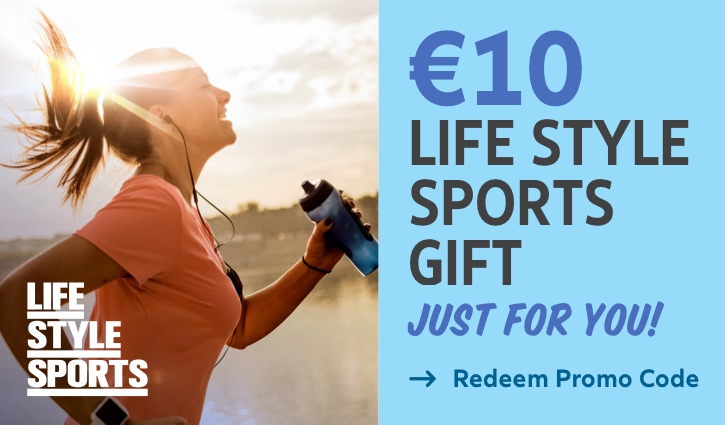 LIFE
STYLE
SPORTS
€10
LIFE STYLE
SPORTS
GIFT
JUST FOR YOU!
→ Redeem Promo Code